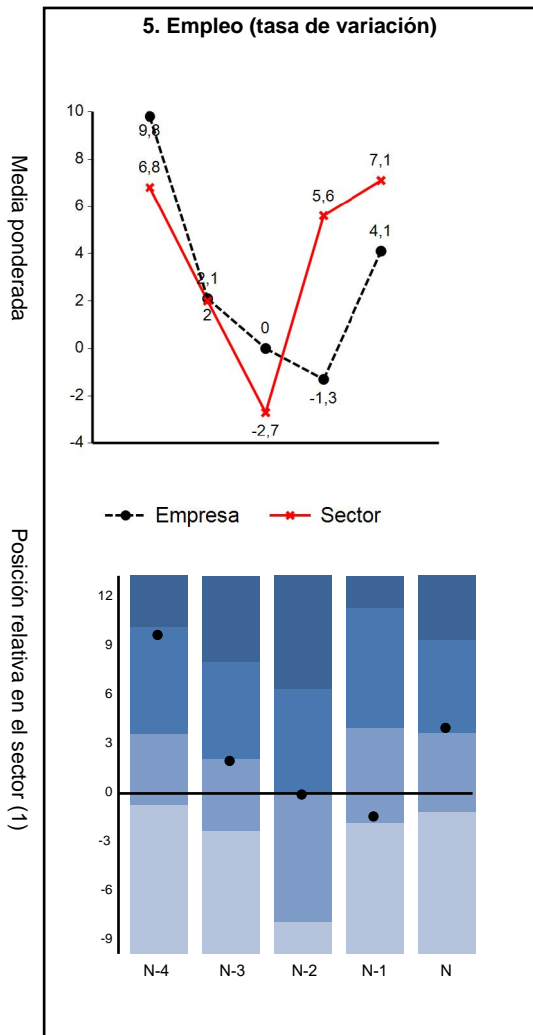 5. Empleo (tasa de variación)
Media ponderada
10
8
6
4
2
0
-2
-4
9,8
6,8
2,1
2
0
-2,7
5,6
-1,3
7,1
4,1
Empresa
Sector
Posición relativa en el sector (1)
12
9
6
3
0
-3
-6
-9
N-4
N-3
N-2
N-1
N